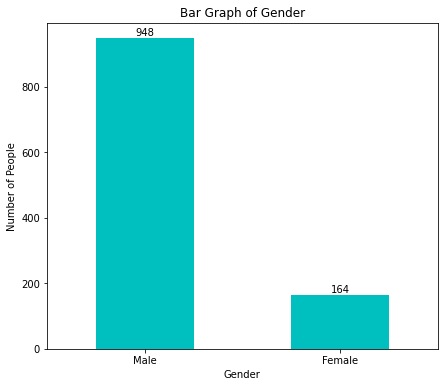 Bar Graph of Gender
948
164
800
600
400
200
0
Number of People
Male
Female
Gender